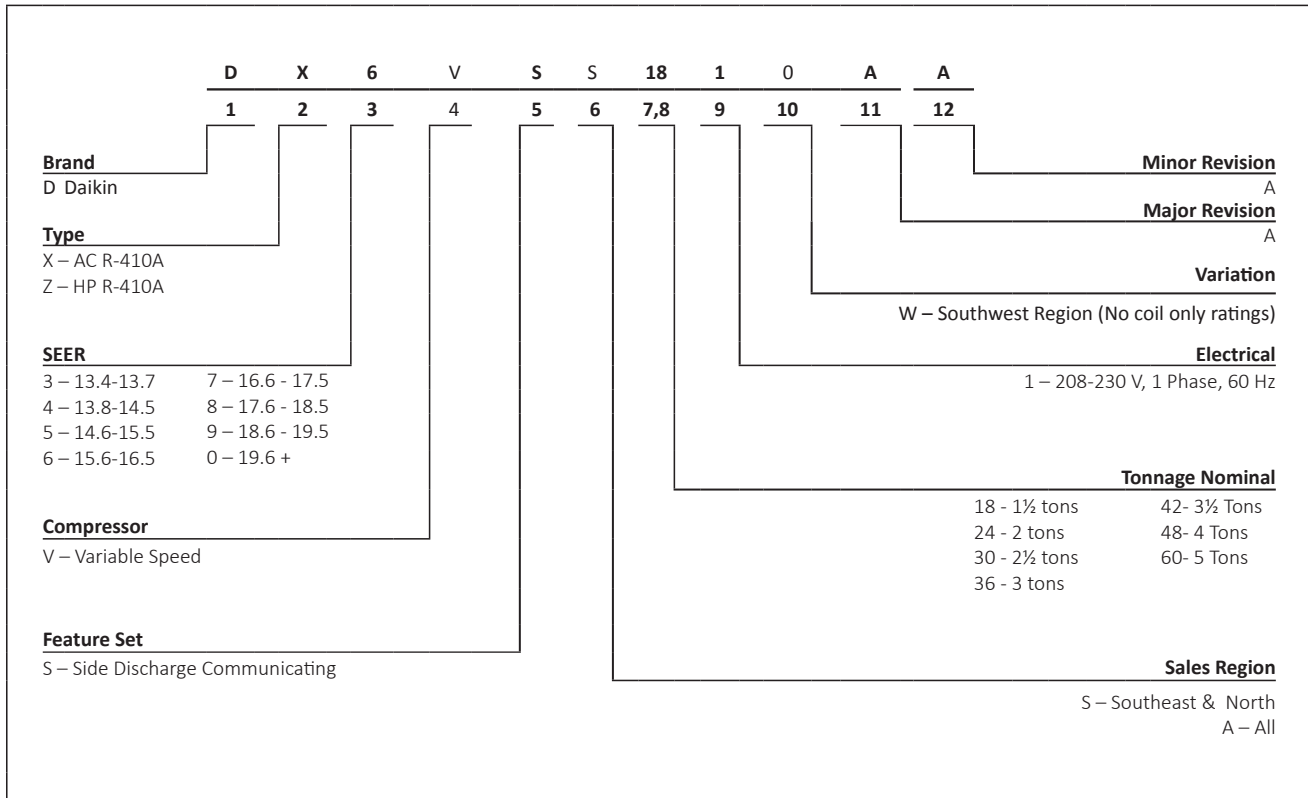 D X 6 V S S 18 1 0 A A
1 2 3 4 5 6 7,8 9 10 11 12
Brand
D Daikin
Type
X – AC R-410A
Z – HP R-410A
SEER
3 – 13.4-13.7 7 – 16.6 - 17.5
4 – 13.8-14.5 8 – 17.6 - 18.5
5 – 14.6-15.5 9 – 18.6 - 19.5
6 – 15.6-16.5 0 – 19.6 +
Compressor
V – Variable Speed
Feature Set
S – Side Discharge Communicating
Minor Revision
A
Major Revision
A
Variation
W – Southwest Region (No coil only ratings)
Electrical
1 – 208-230 V, 1 Phase, 60 Hz
Tonnage Nominal
18 - 1½ tons 42- 3½ Tons
24 - 2 tons 48- 4 Tons
30 - 2½ tons 60- 5 Tons
36 - 3 tons
Sales Region
S – Southeast & North
A – All